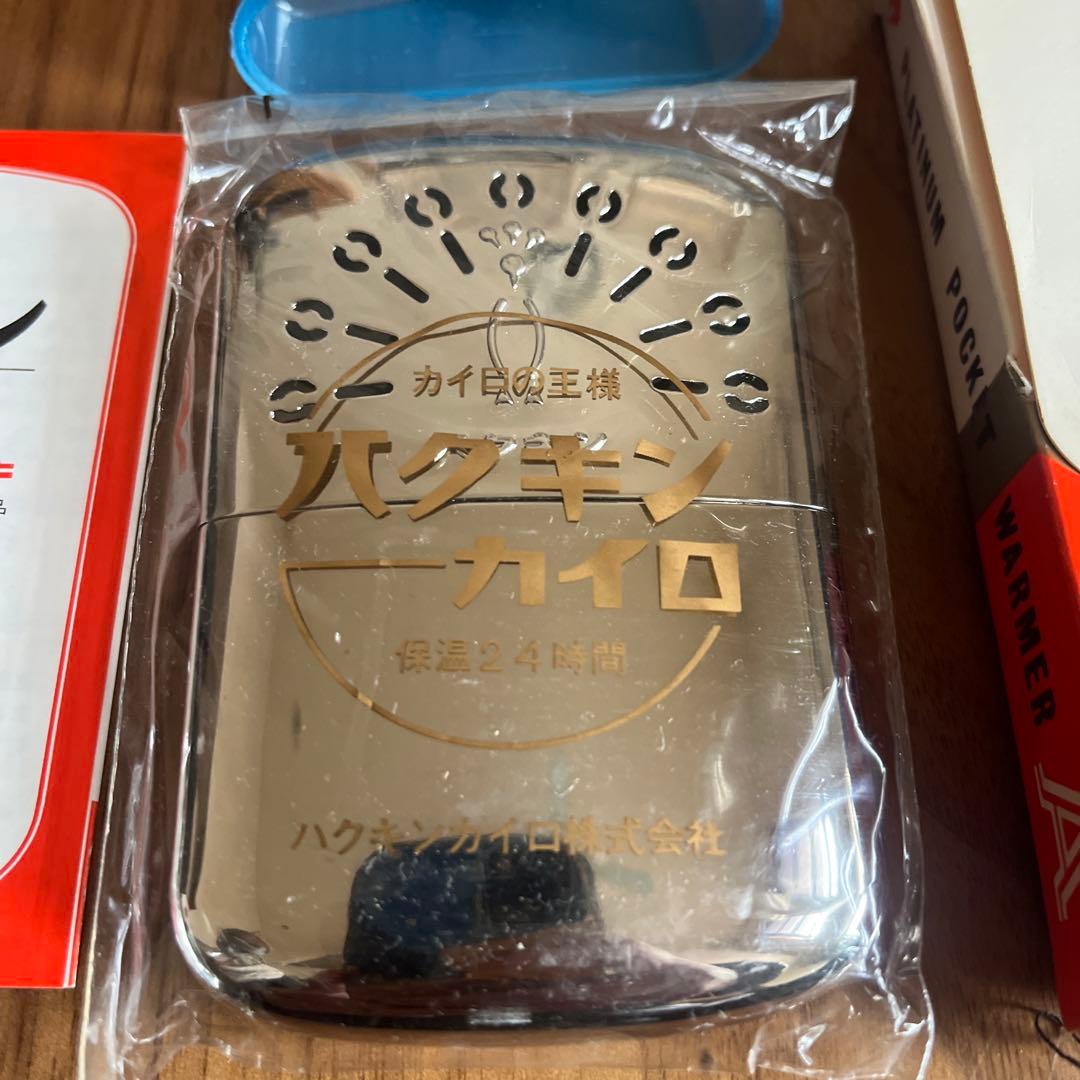 カイロの王様
ハクキン
ーカイロ
保温24時間
ハクキンカイロ株式会社
PLATINUM POCKET WARMER A